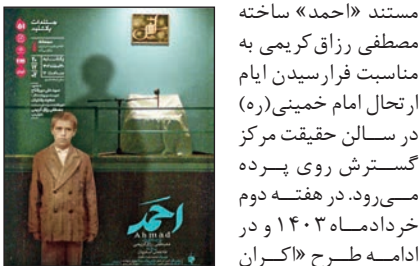 مستند «احمد» ساخته
مصطفی رزاق‌کریمی به
مناسبت فرارسیدن ایام
ارتحال امام خمینی(ره)
در سالن حقیقت مرکز
گسترش روی پرده
می‌رود. در هفته دوم
خردادماه ۱۴۰۳ و در
ادامه طرح «اکران
احمد
Ahmad